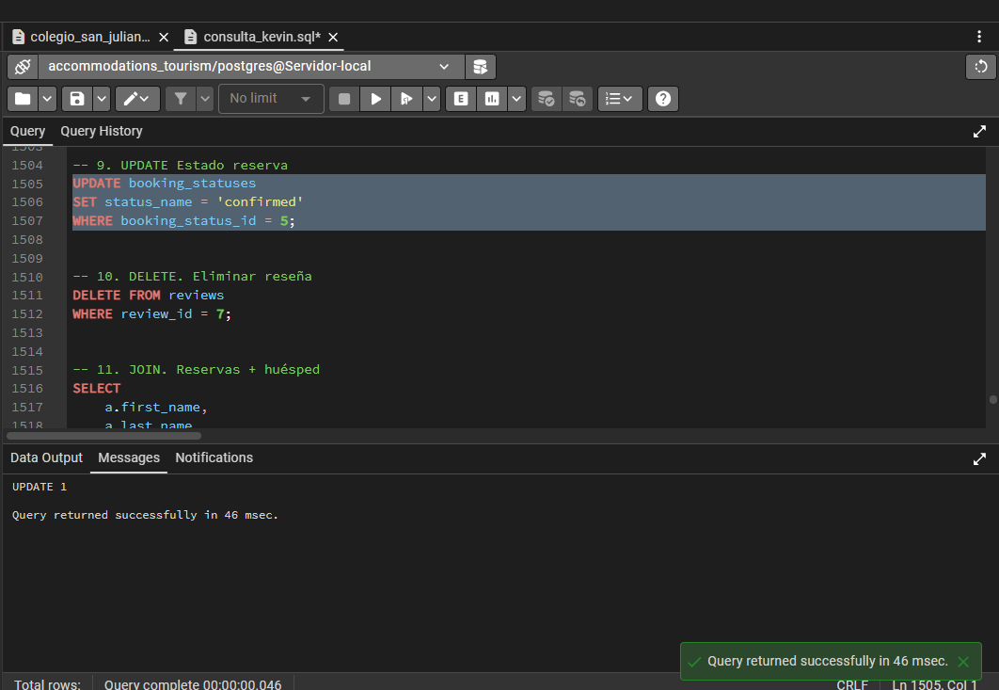 colegio_san_julian...
consulta_kevin.sql*
accommodations_tourism/postgres@Servidor-local
No limit
E
Query
Query History
1503
1504 -- 9. UPDATE Estado reserva
1505 UPDATE booking_statuses
1506 SET status_name = 'confirmed'
1507 WHERE booking_status_id = 5;
1508
1509
1510 -- 10. DELETE. Eliminar reseña
1511 DELETE FROM reviews
1512 WHERE review_id = 7;
1513
1514
1515 -- 11. JOIN. Reservas + huésped
1516 SELECT
1517 a.first_name,
1518 a.last_name
Data Output
Messages
Notifications
UPDATE 1
Query returned successfully in 46 msec.
Query returned successfully in 46 msec.
Total rows:
Query complete 00:00:00.046
CRLF
Ln 1505, Col 1